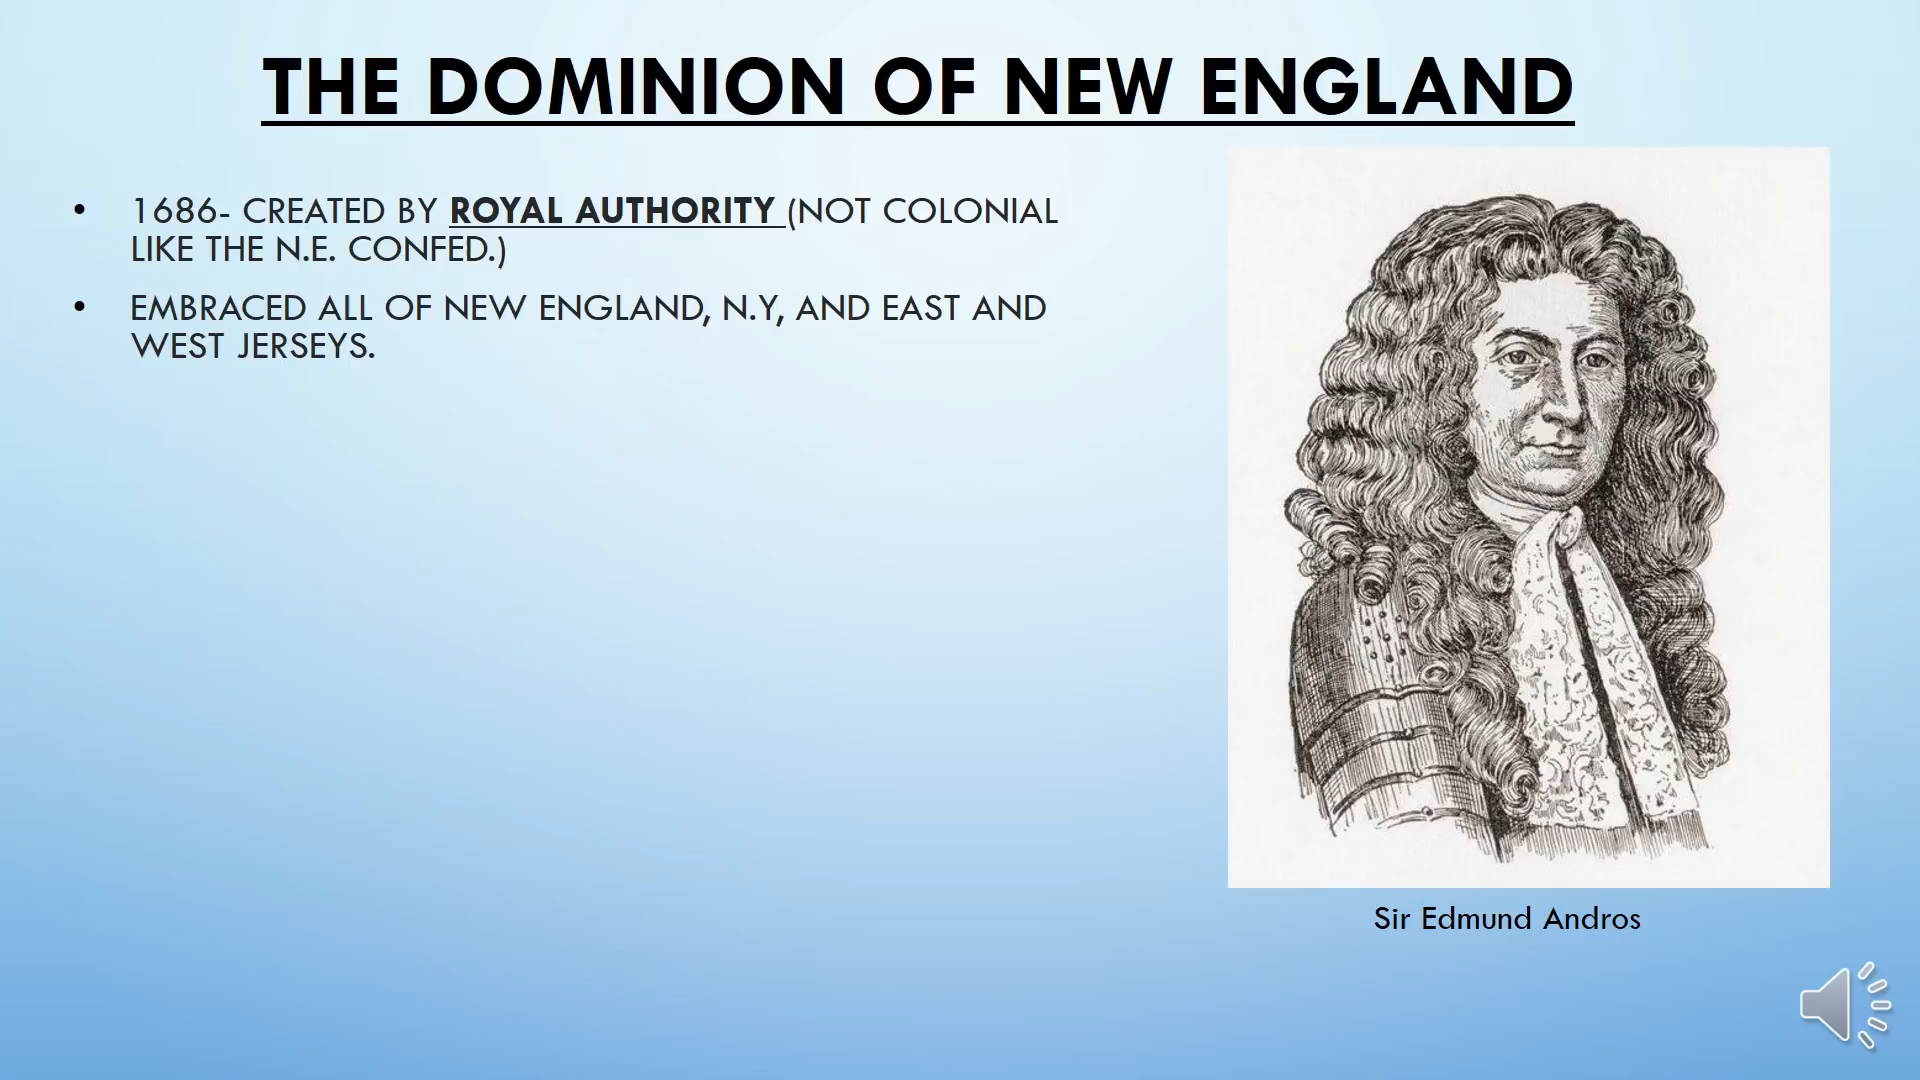 THE DOMINION OF NEW ENGLAND
• 1686- CREATED BY ROYAL AUTHORITY (NOT COLONIAL
LIKE THE N.E. CONFED.)
• EMBRACED ALL OF NEW ENGLAND, N.Y, AND EAST AND
WEST JERSEYS.
Sir Edmund Andros